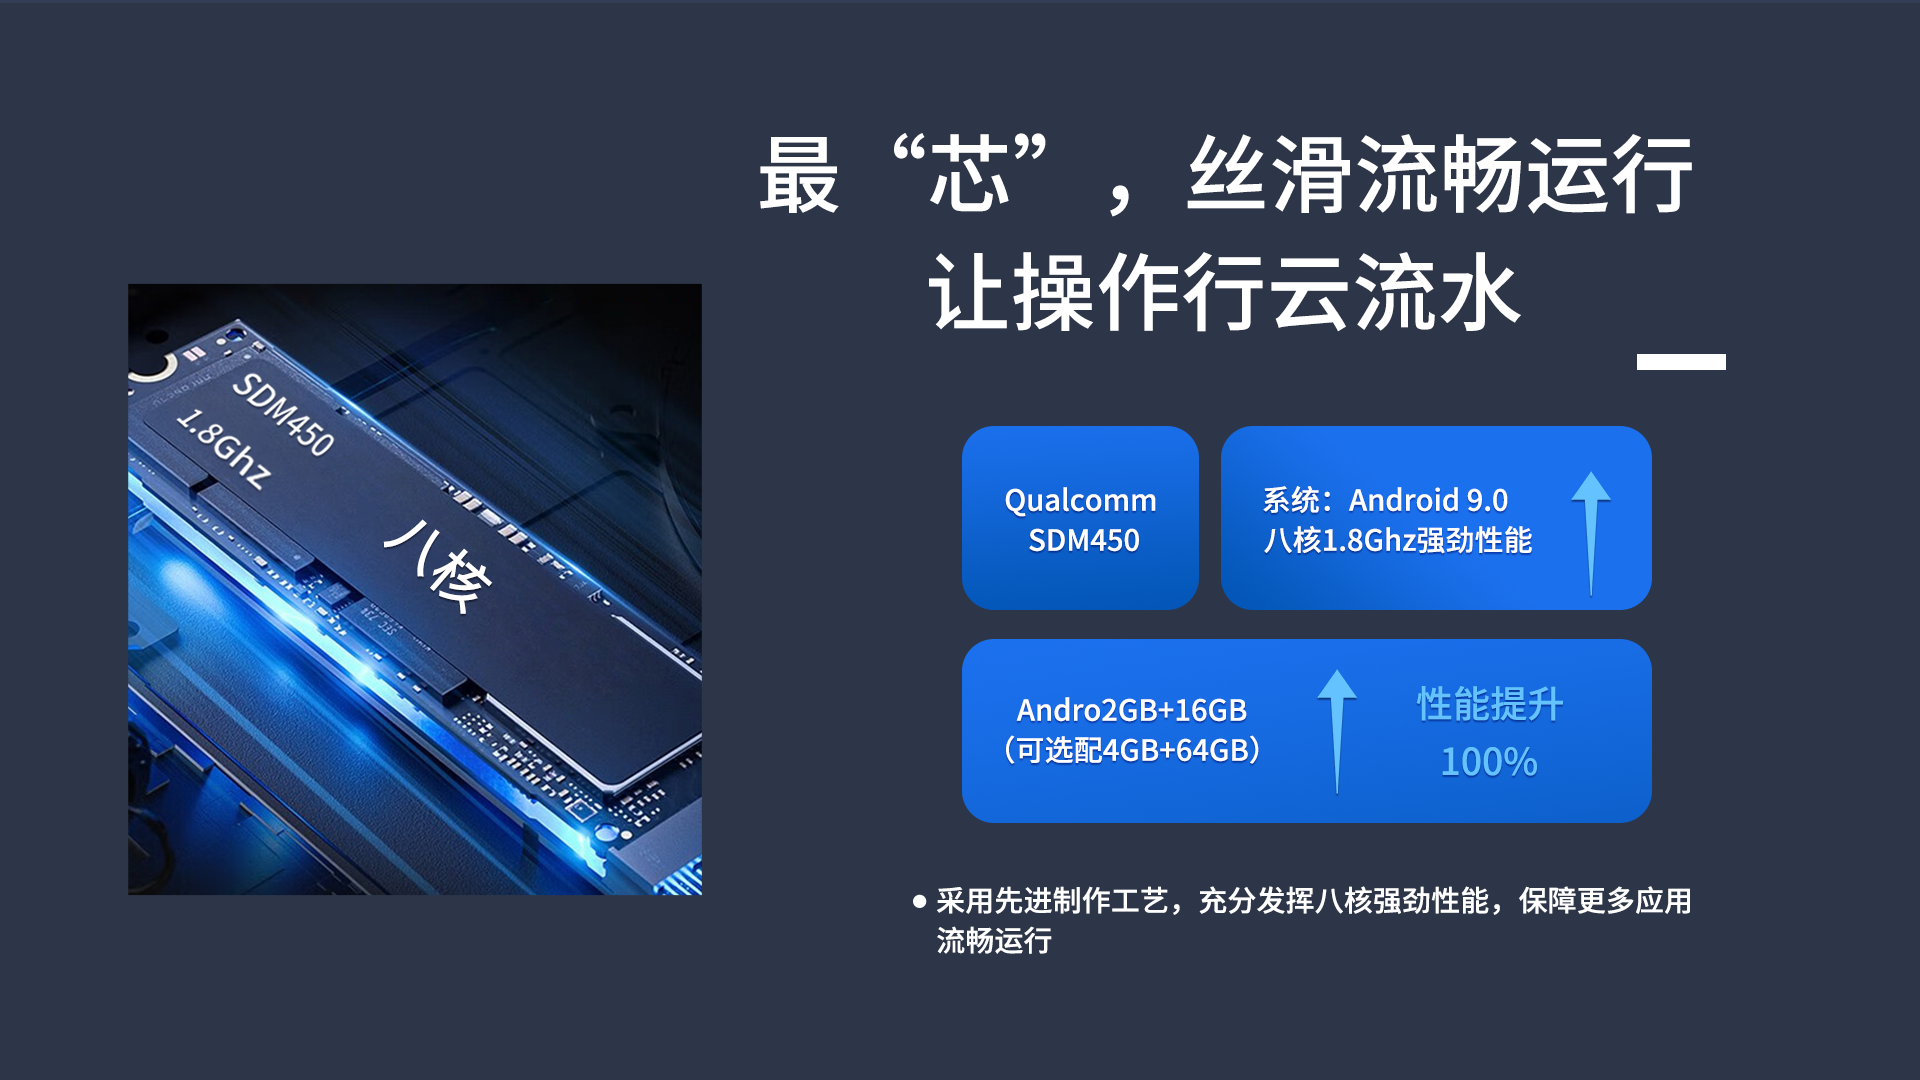 最“芯”，丝滑流畅运行
让操作行云流水
SDM450
1.8Ghz
八核
Qualcomm
SDM450
系统：Android 9.0
八核1.8Ghz强劲性能
Andro2GB+16GB
（可选配4GB+64GB）
性能提升
100%
● 采用先进制作工艺，充分发挥八核强劲性能，保障更多应用
流畅运行